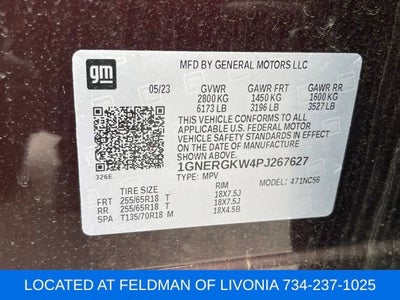 gm
MFD BY GENERAL MOTORS LLC
05/23 GVWR GAWR FRT GAWR RR
2800 KG 1450 KG 1600 KG
6173 LB 3196 LB 3527 LB
THIS VEHICLE CONFORMS TO ALL
APPLICABLE U.S. FEDERAL MOTOR
VEHICLE SAFETY AND THEFT PREVENTION
STANDARDS IN EFFECT ON THE DATE OF
MANUFACTURE SHOWN ABOVE.
1GNERGKW4PJ267627
326E TYPE: MPV MODEL: 471NC56
TIRE SIZE RIM
FRT 255/65R18 T 18X7.5J
RR 255/65R18 T 18X7.5J
SPA T135/70R18 M 18X4.5B
LOCATED AT FELDMAN OF LIVONIA 734-237-1025